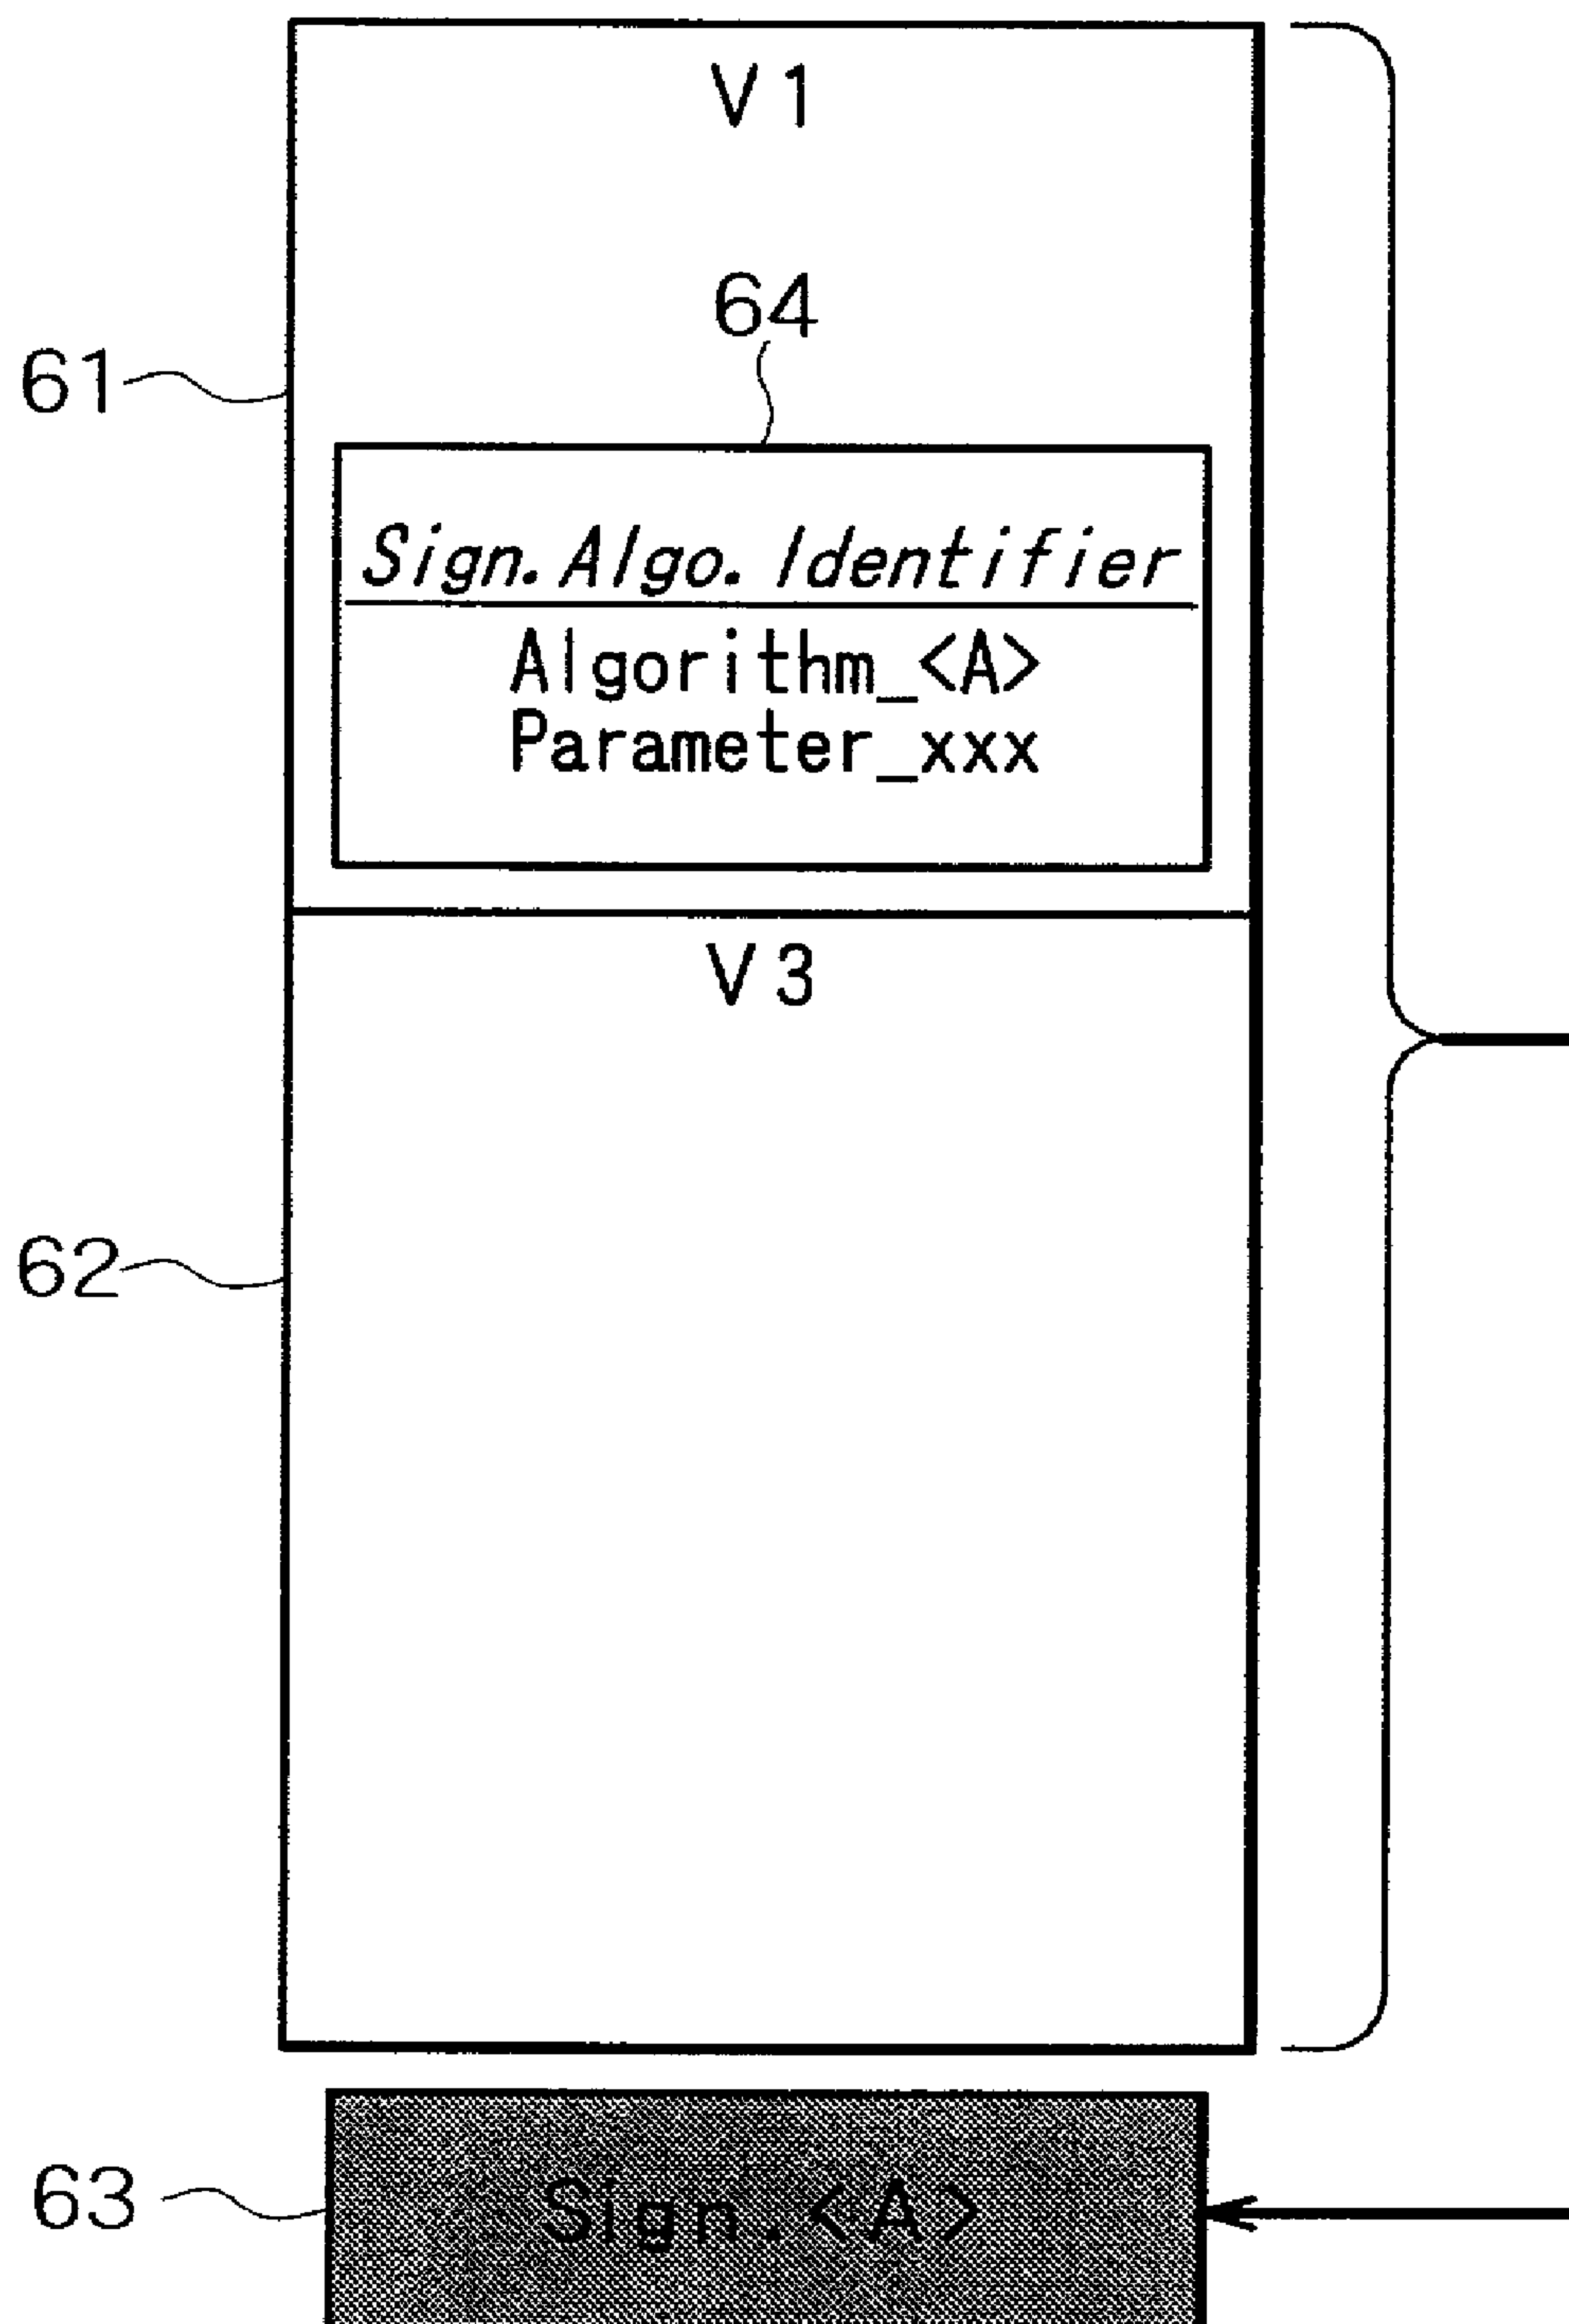 V1
64
61
Sign.Algo.Identifier
Algorithm_<A>
Parameter_xxx
V3
62
63
Sign.<A>